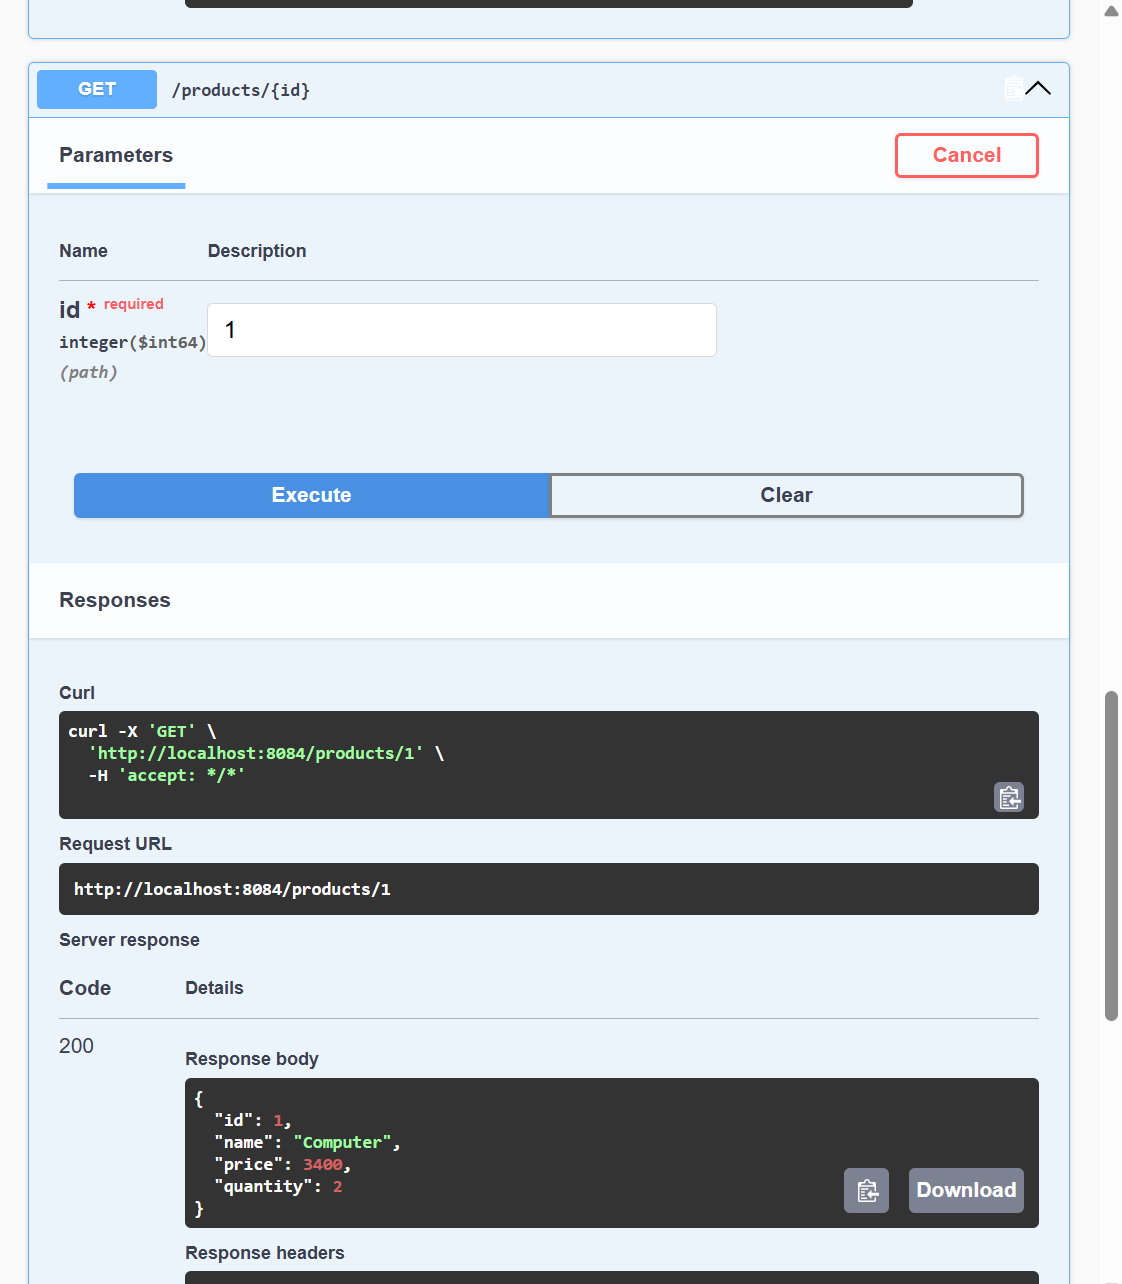 GET /products/{id}
Parameters
Cancel
Name Description
id * required
integer($int64)
(path)
1
Execute
Clear
Responses
Curl
curl -X 'GET' \
  'http://localhost:8084/products/1' \
  -H 'accept: */*'
Request URL
http://localhost:8084/products/1
Server response
Code Details
200
Response body
{
  "id": 1,
  "name": "Computer",
  "price": 3400,
  "quantity": 2
}
Download
Response headers